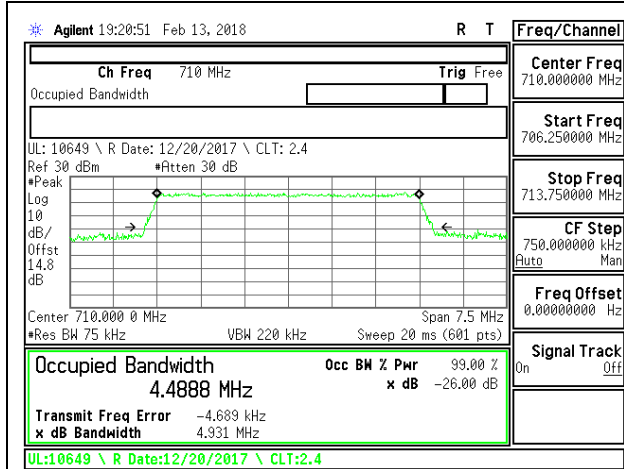 Agilent 19:20:51 Feb 13, 2018 R T
Freq/Channel
Ch Freq 710 MHz Trig Free
Occupied Bandwidth
UL: 10649 \ R Date: 12/20/2017 \ CLT: 2.4
Ref 30 dBm #Atten 30 dB
#Peak
Log
10
dB/
Offst
14.8
dB
Center 710.000 0 MHz Span 7.5 MHz
#Res BW 75 kHz VBW 220 kHz Sweep 20 ms (601 pts)
Occupied Bandwidth Occ BW % Pwr 99.00 %
4.4888 MHz x dB -26.00 dB
Transmit Freq Error -4.689 kHz
x dB Bandwidth 4.931 MHz
UL:10649 \ R Date:12/20/2017 \ CLT:2.4
Center Freq
710.000000 MHz
Start Freq
706.250000 MHz
Stop Freq
713.750000 MHz
CF Step
750.000000 kHz
Auto Man
Freq Offset
0.00000000 Hz
Signal Track
On Off